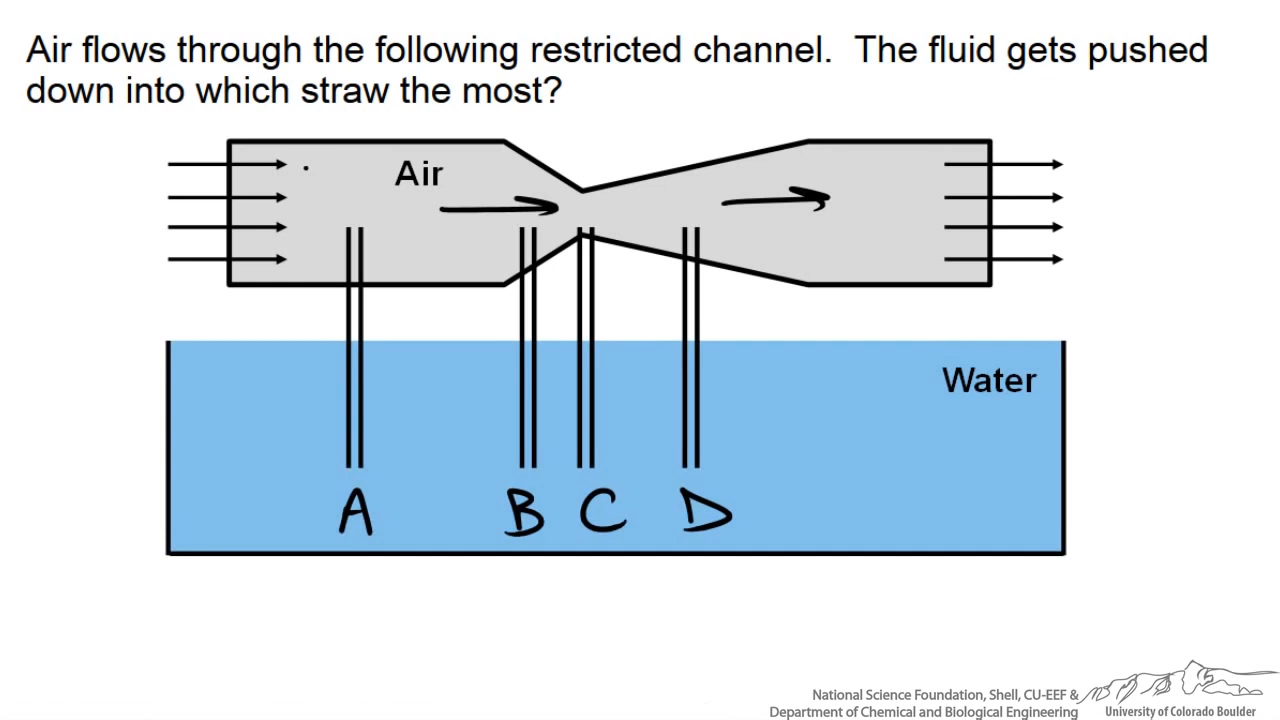 Air flows through the following restricted channel.  The fluid gets pushed
down into which straw the most?
Air
Water
A B C D
National Science Foundation, Shell, CU-EEF &
Department of Chemical and Biological Engineering
University of Colorado Boulder